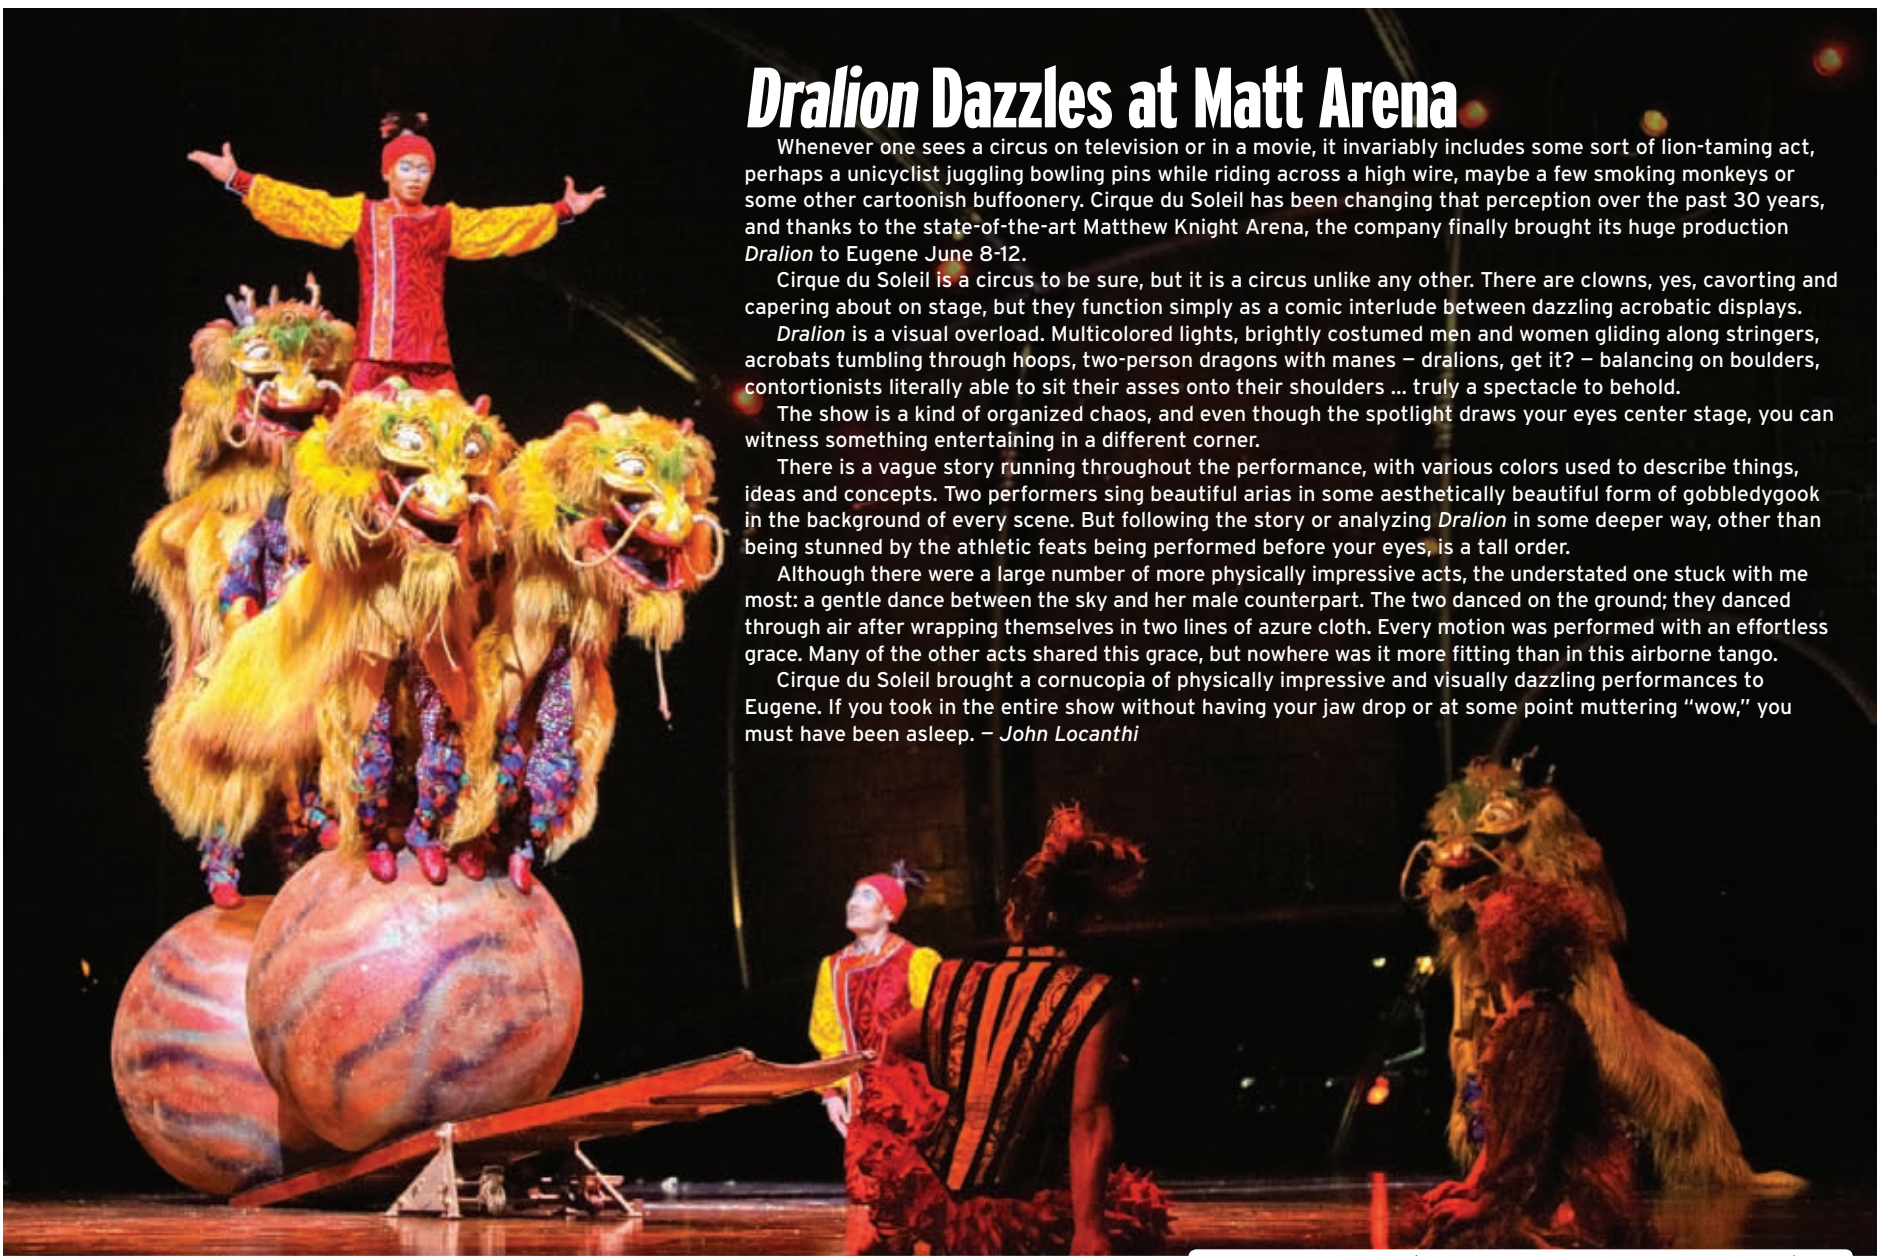 Dralion Dazzles at Matt Arena
Whenever one sees a circus on television or in a movie, it invariably includes some sort of lion-taming act,
perhaps a unicyclist juggling bowling pins while riding across a high wire, maybe a few smoking monkeys or
some other cartoonish buffoonery. Cirque du Soleil has been changing that perception over the past 30 years,
and thanks to the state-of-the-art Matthew Knight Arena, the company finally brought its huge production
Dralion to Eugene June 8-12.
Cirque du Soleil is a circus to be sure, but it is a circus unlike any other. There are clowns, yes, cavorting and
capering about on stage, but they function simply as a comic interlude between dazzling acrobatic displays.
Dralion is a visual overload. Multicolored lights, brightly costumed men and women gliding along stringers,
acrobats tumbling through hoops, two-person dragons with manes — dralions, get it? — balancing on boulders,
contortionists literally able to sit their asses onto their shoulders ... truly a spectacle to behold.
The show is a kind of organized chaos, and even though the spotlight draws your eyes center stage, you can
witness something entertaining in a different corner.
There is a vague story running throughout the performance, with various colors used to describe things,
ideas and concepts. Two performers sing beautiful arias in some aesthetically beautiful form of gobbledygook
in the background of every scene. But following the story or analyzing Dralion in some deeper way, other than
being stunned by the athletic feats being performed before your eyes, is a tall order.
Although there were a large number of more physically impressive acts, the understated one stuck with me
most: a gentle dance between the sky and her male counterpart. The two danced on the ground; they danced
through air after wrapping themselves in two lines of azure cloth. Every motion was performed with an effortless
grace. Many of the other acts shared this grace, but nowhere was it more fitting than in this airborne tango.
Cirque du Soleil brought a cornucopia of physically impressive and visually dazzling performances to
Eugene. If you took in the entire show without having your jaw drop or at some point muttering “wow,” you
must have been asleep. — John Locanthi